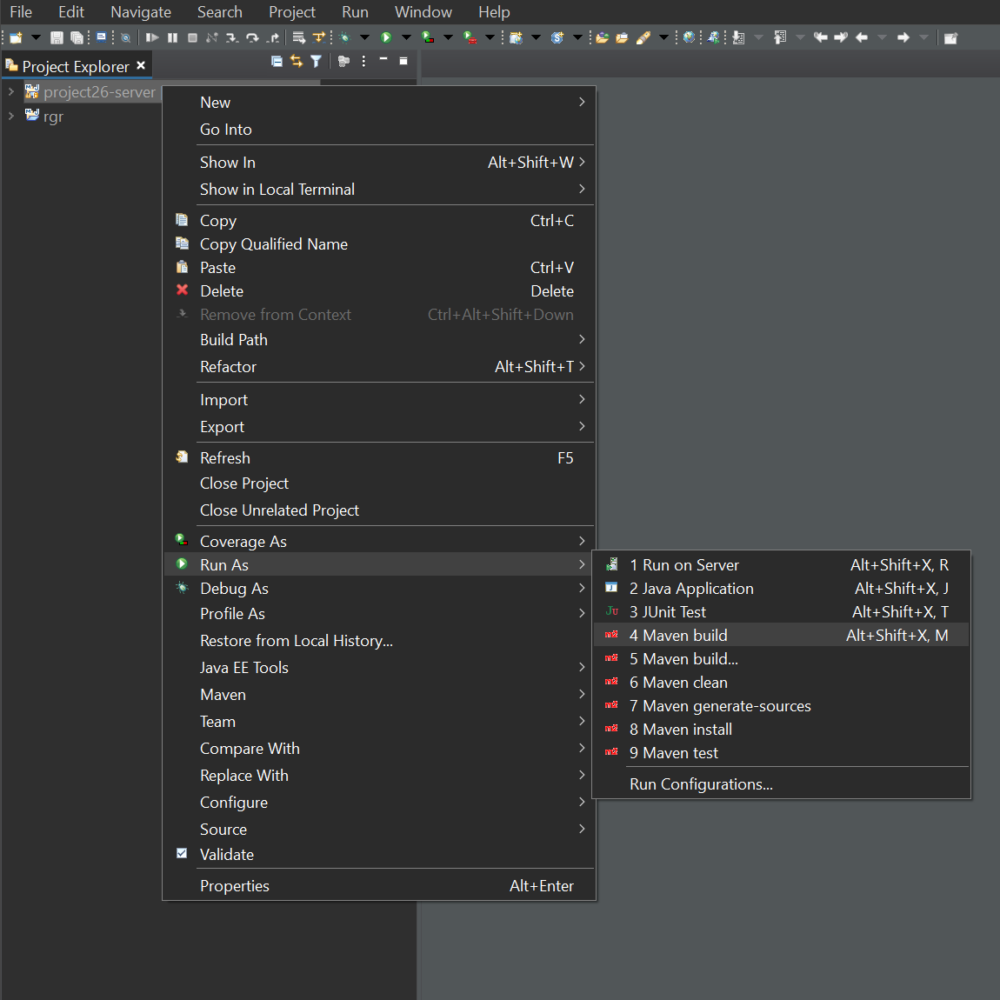 File Edit Navigate Search Project Run Window Help
Project Explorer
project26-server
rgr
New
Go Into
Show In Alt+Shift+W
Show in Local Terminal
Copy Ctrl+C
Copy Qualified Name
Paste Ctrl+V
Delete Delete
Remove from Context Ctrl+Alt+Shift+Down
Build Path
Refactor Alt+Shift+T
Import
Export
Refresh F5
Close Project
Close Unrelated Project
Coverage As
Run As
Debug As
Profile As
Restore from Local History...
Java EE Tools
Maven
Team
Compare With
Replace With
Configure
Source
Validate
Properties Alt+Enter
1 Run on Server Alt+Shift+X, R
2 Java Application Alt+Shift+X, J
3 JUnit Test Alt+Shift+X, T
4 Maven build Alt+Shift+X, M
5 Maven build...
6 Maven clean
7 Maven generate-sources
8 Maven install
9 Maven test
Run Configurations...